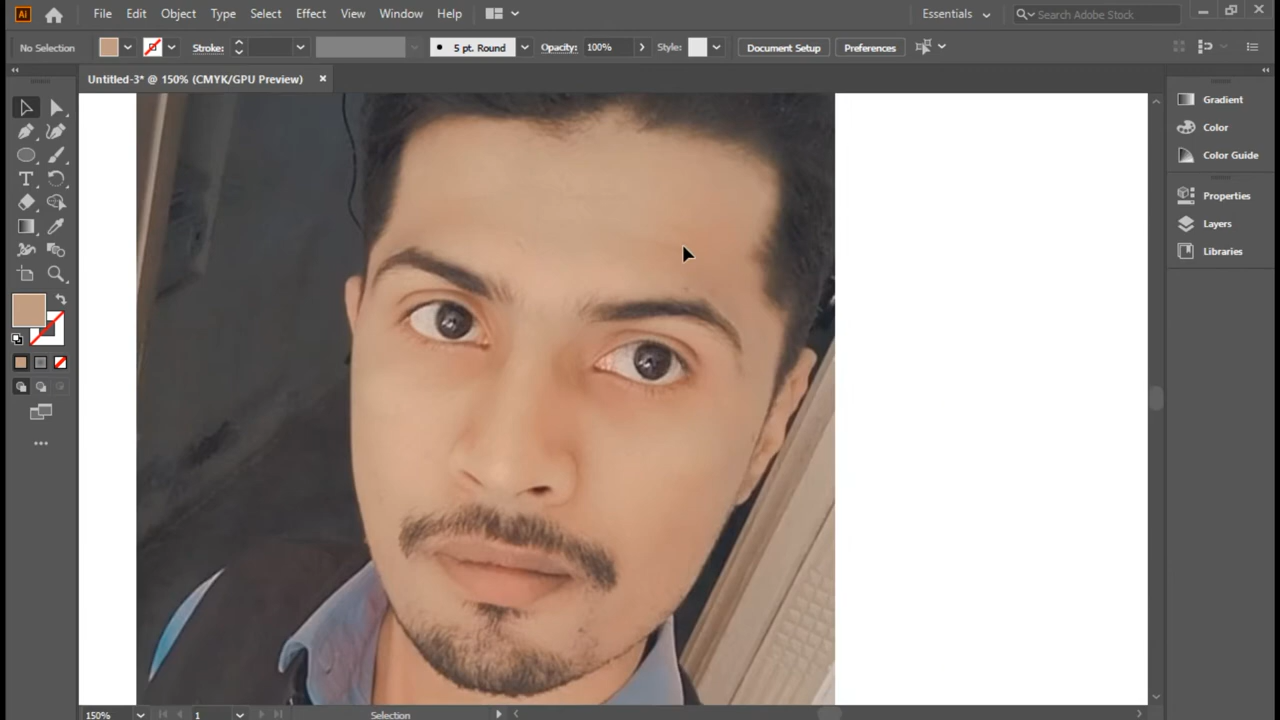 Ai File Edit Object Type Select Effect View Window Help Essentials Search Adobe Stock
No Selection Stroke: 5 pt. Round Opacity: 100% Style: Document Setup Preferences
Untitled-3* @ 150% (CMYK/GPU Preview)
Gradient
Color
Color Guide
Properties
Layers
Libraries
150% 1 Selection